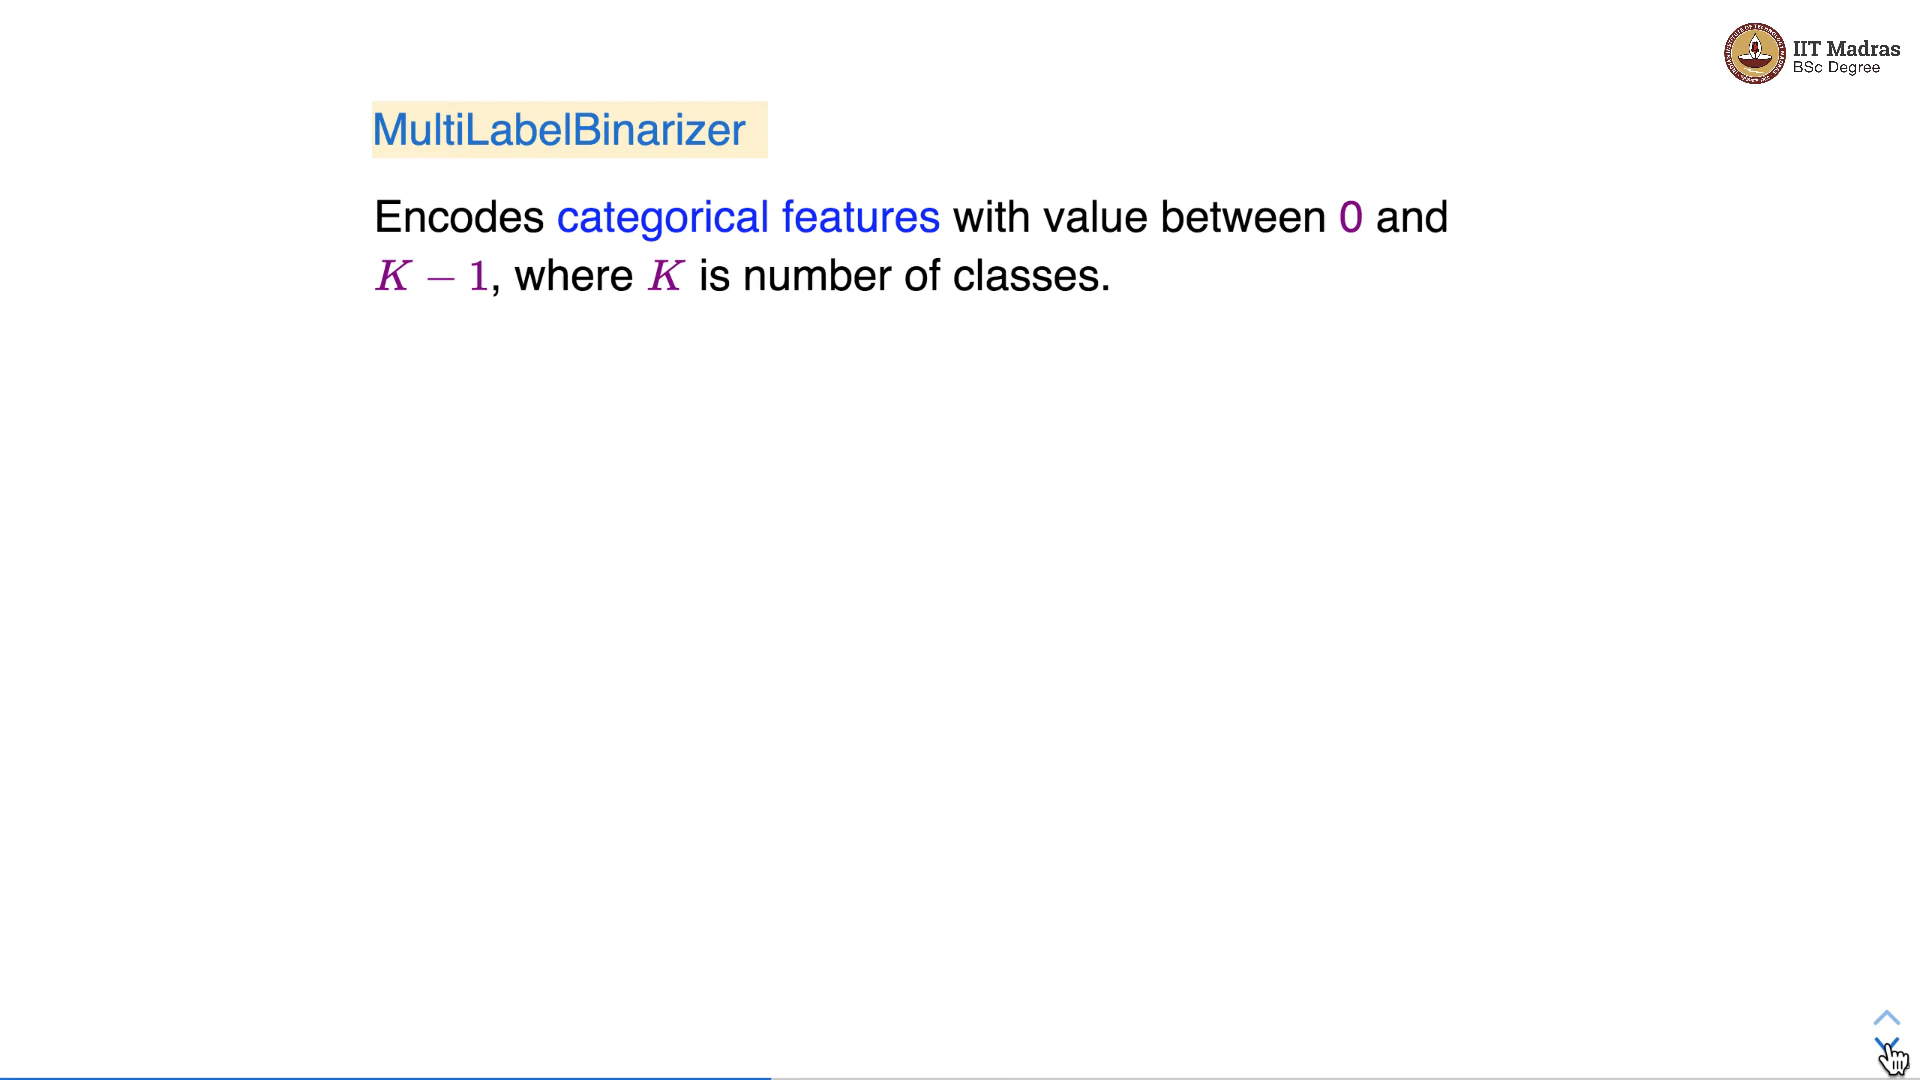 IIT Madras
BSc Degree
MultiLabelBinarizer
Encodes categorical features with value between 0 and
K − 1, where K is number of classes.